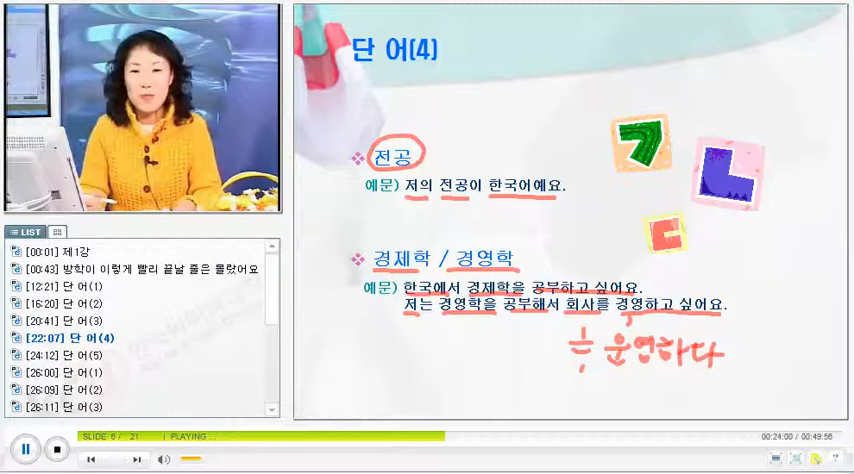 단 어(4)
전공
예문) 저의 전공이 한국어예요.
경제학 / 경영학
예문) 한국에서 경제학을 공부하고 싶어요.
저는 경영학을 공부해서 회사를 경영하고 싶어요.
운영하다
ㄱ
ㄴ
ㄷ
LIST
[00:01] 제1강
[00:43] 방학이 이렇게 빨리 끝날 줄은 몰랐어요
[12:21] 단 어(1)
[16:20] 단 어(2)
[20:41] 단 어(3)
[22:07] 단 어(4)
[24:12] 단 어(5)
[26:00] 단 어(1)
[26:09] 단 어(2)
[26:11] 단 어(3)
SLIDE 6 / 21 PLAYING ...
00:24:00 / 00:49:56